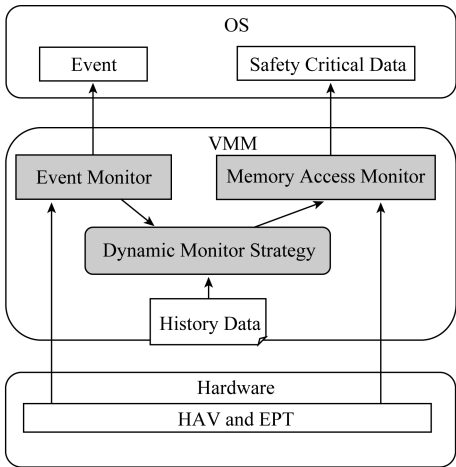 OS
Event
Safety Critical Data
VMM
Event Monitor
Memory Access Monitor
Dynamic Monitor Strategy
History Data
Hardware
HAV and EPT